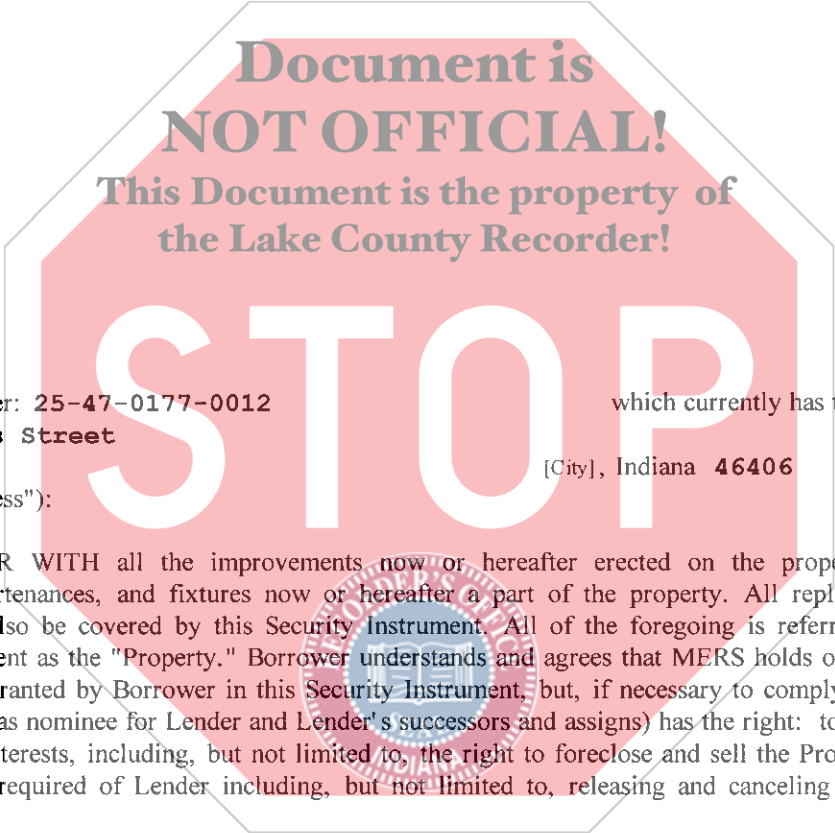 Document is
NOT OFFICIAL!
This Document is the property of
the Lake County Recorder!
STOP
er: 25-47-0177-0012 which currently has t
s Street
[City], Indiana 46406
ess"):
R WITH all the improvements now or hereafter erected on the prope
rtenances, and fixtures now or hereafter a part of the property. All repl
lso be covered by this Security Instrument. All of the foregoing is referr
ent as the "Property." Borrower understands and agrees that MERS holds o
ranted by Borrower in this Security Instrument, but, if necessary to comply
as nominee for Lender and Lender's successors and assigns) has the right: to
terests, including, but not limited to, the right to foreclose and sell the Pro
required of Lender including, but not limited to, releasing and canceling
RECORDER'S OFFICE
INDIANA